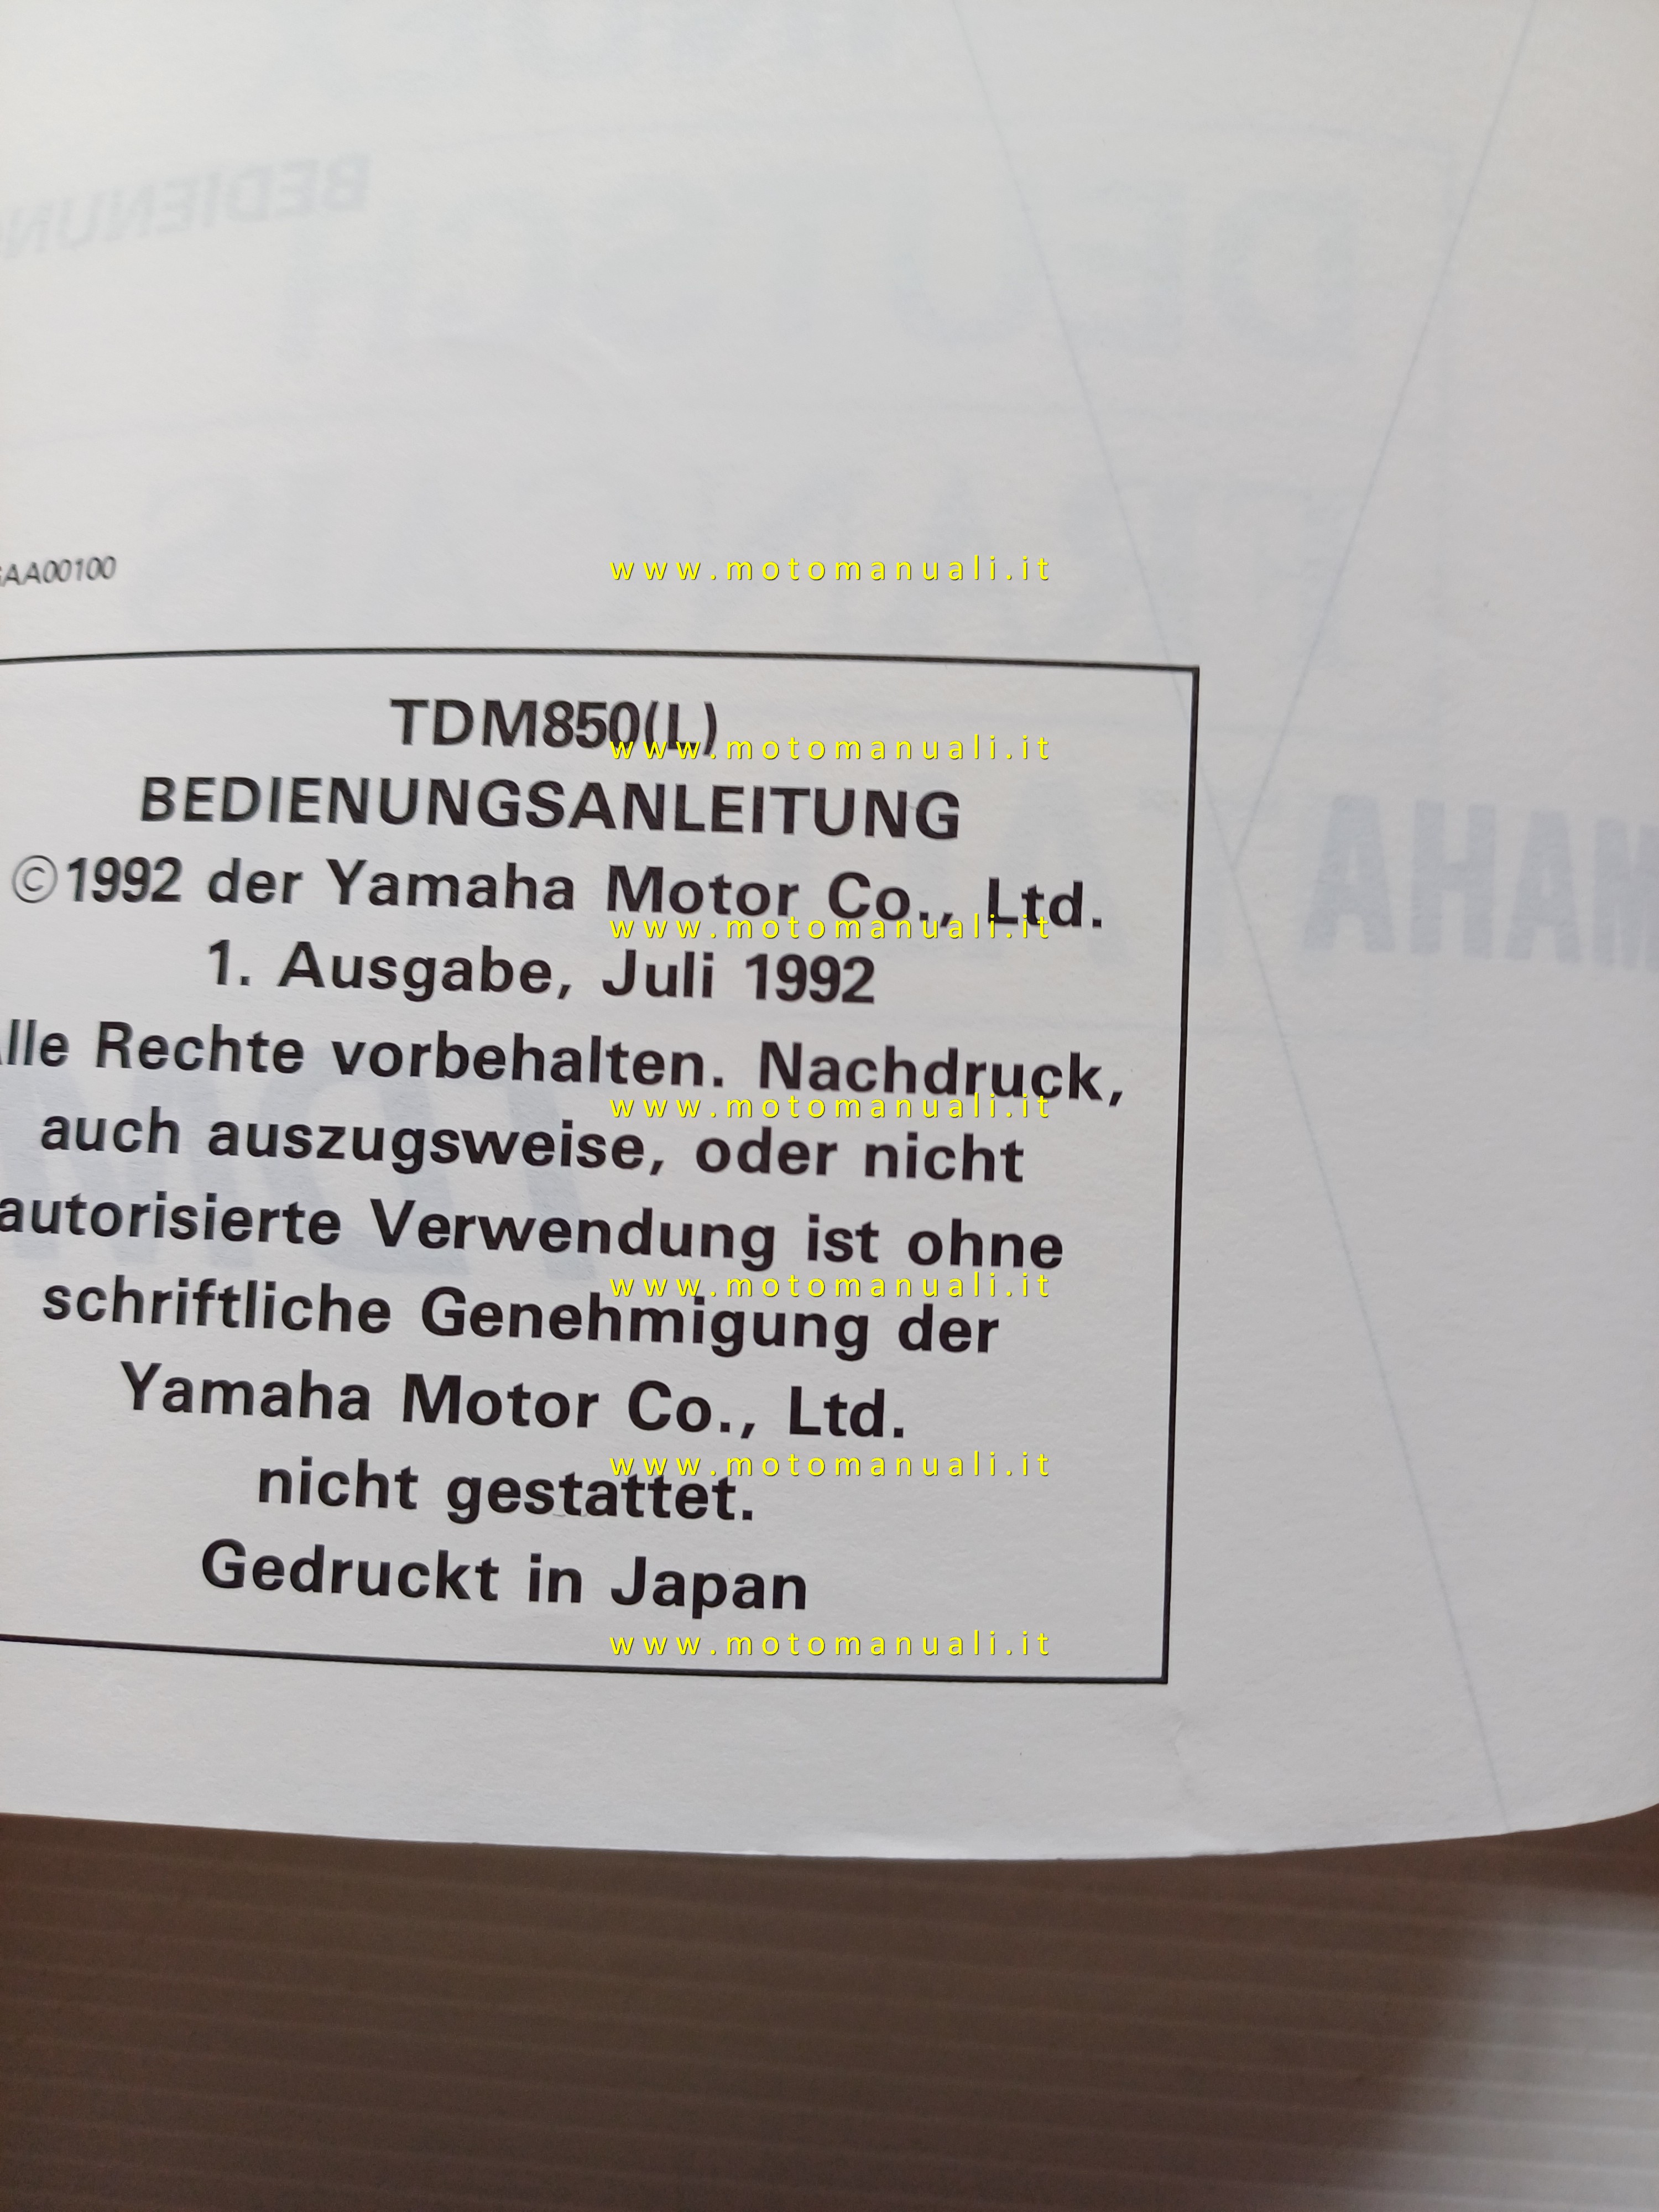 AA00100
www.motomanuali.it
TDM850(L)
www.motomanuali.it
BEDIENUNGSANLEITUNG
©1992 der Yamaha Motor Co., Ltd.
www.motomanuali.it
1. Ausgabe, Juli 1992
lle Rechte vorbehalten. Nachdruck,
www.motomanuali.it
auch auszugsweise, oder nicht
autorisierte Verwendung ist ohne
www.motomanuali.it
schriftliche Genehmigung der
Yamaha Motor Co., Ltd.
www.motomanuali.it
nicht gestattet.
Gedruckt in Japan
www.motomanuali.it